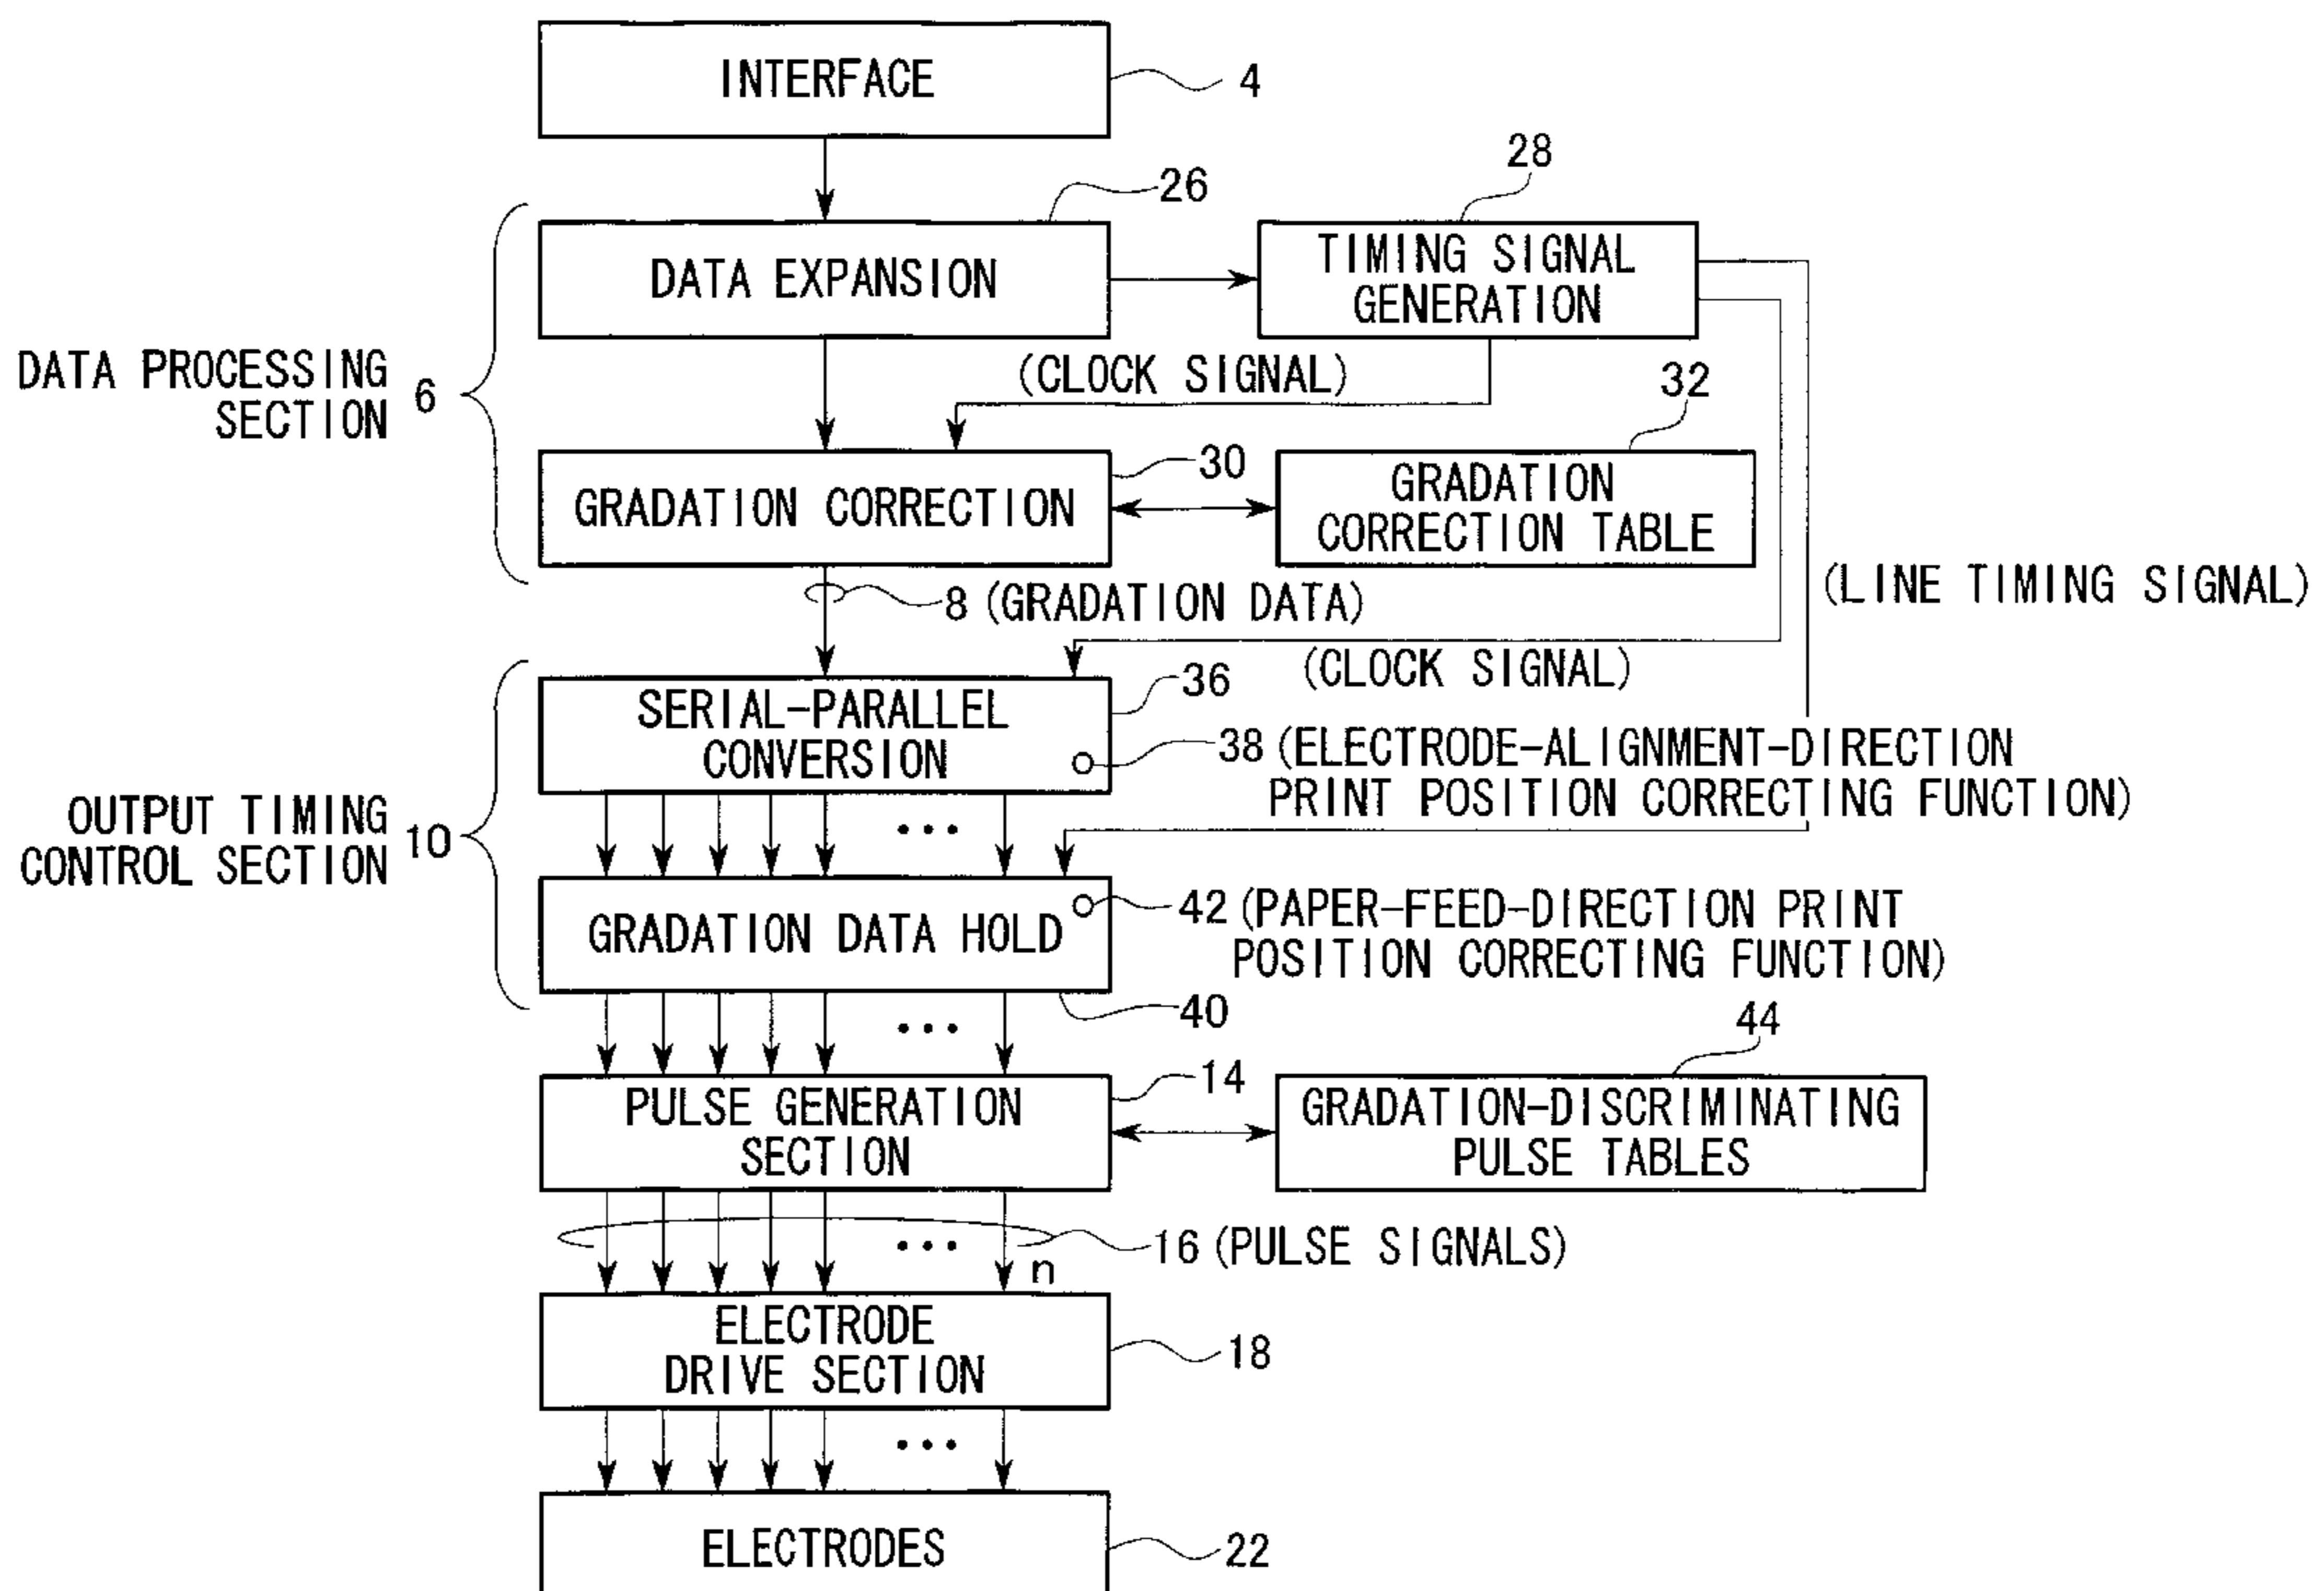 INTERFACE
4
26
28
DATA EXPANSION
TIMING SIGNAL
GENERATION
DATA PROCESSING
SECTION
6
(CLOCK SIGNAL)
32
30
GRADATION CORRECTION
GRADATION
CORRECTION TABLE
8 (GRADATION DATA)
(LINE TIMING SIGNAL)
(CLOCK SIGNAL)
36
SERIAL-PARALLEL
CONVERSION
38 (ELECTRODE-ALIGNMENT-DIRECTION
PRINT POSITION CORRECTING FUNCTION)
OUTPUT TIMING
CONTROL SECTION
10
...
GRADATION DATA HOLD
42 (PAPER-FEED-DIRECTION PRINT
POSITION CORRECTING FUNCTION)
40
...
44
14
PULSE GENERATION
SECTION
GRADATION-DISCRIMINATING
PULSE TABLES
...
16 (PULSE SIGNALS)
n
ELECTRODE
DRIVE SECTION
18
...
ELECTRODES
22